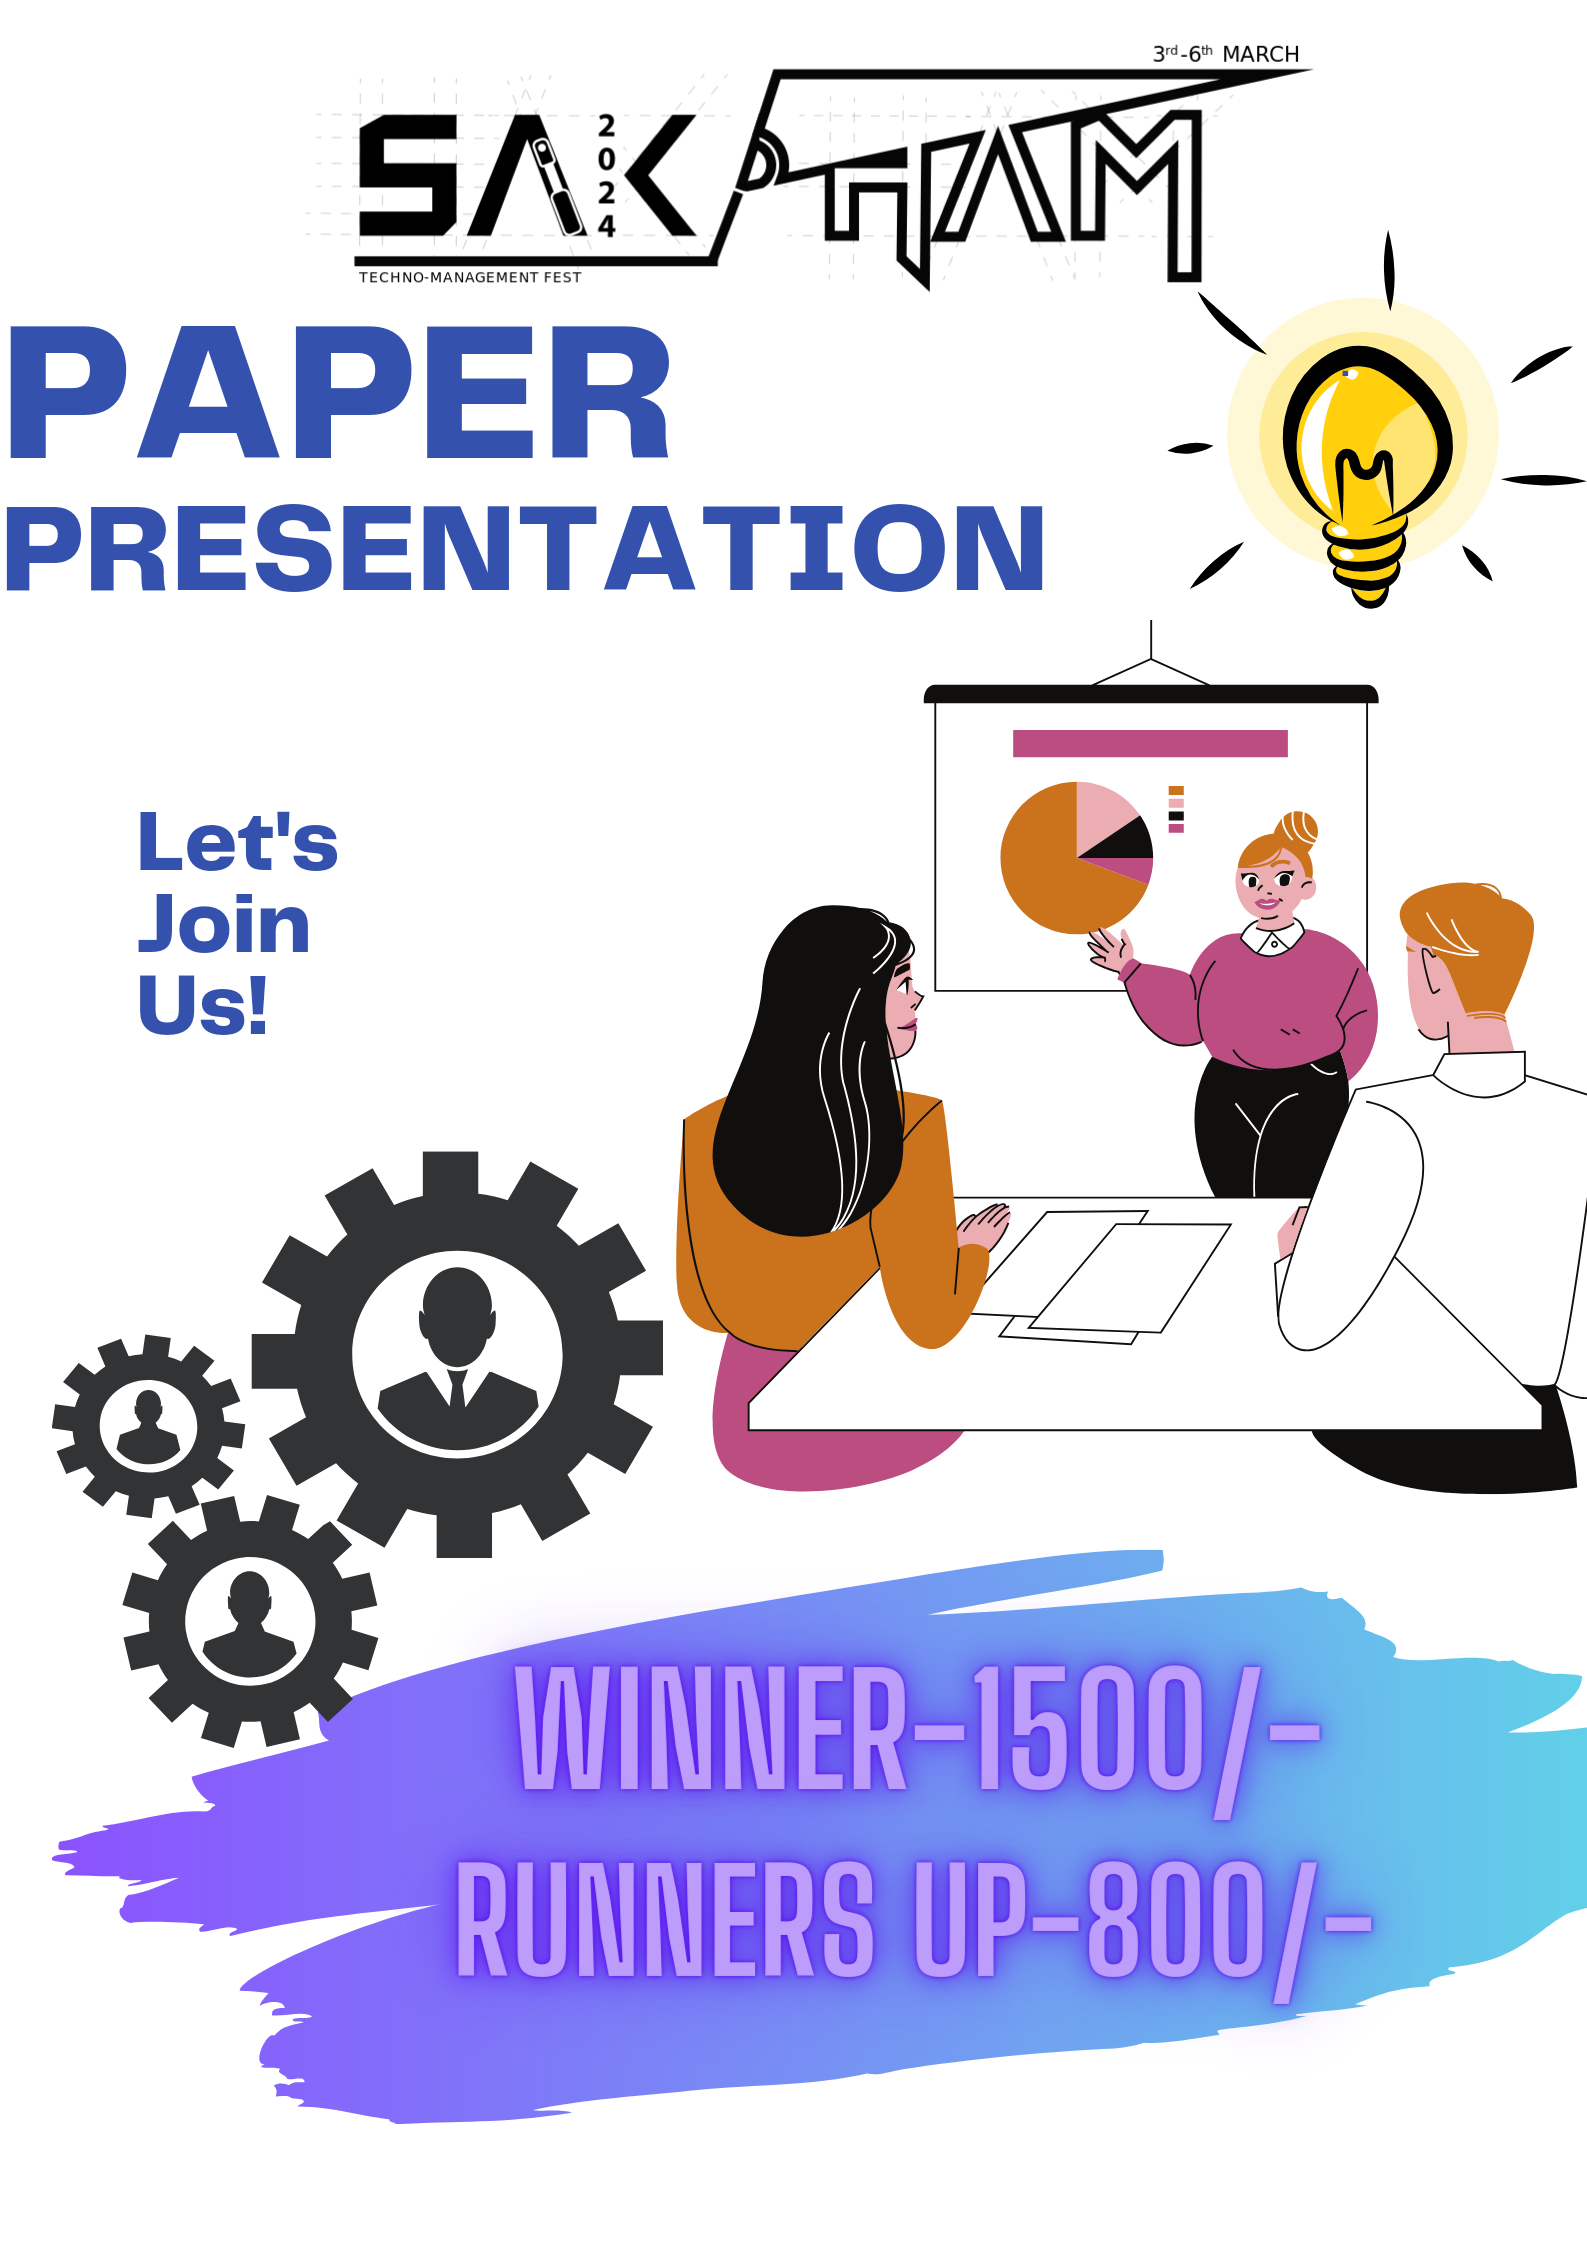 3rd-6th MARCH
SAKSHAM
2024
TECHNO-MANAGEMENT FEST
PAPER
PRESENTATION
Let's
Join
Us!
WINNER-1500/-
RUNNERS UP-800/-